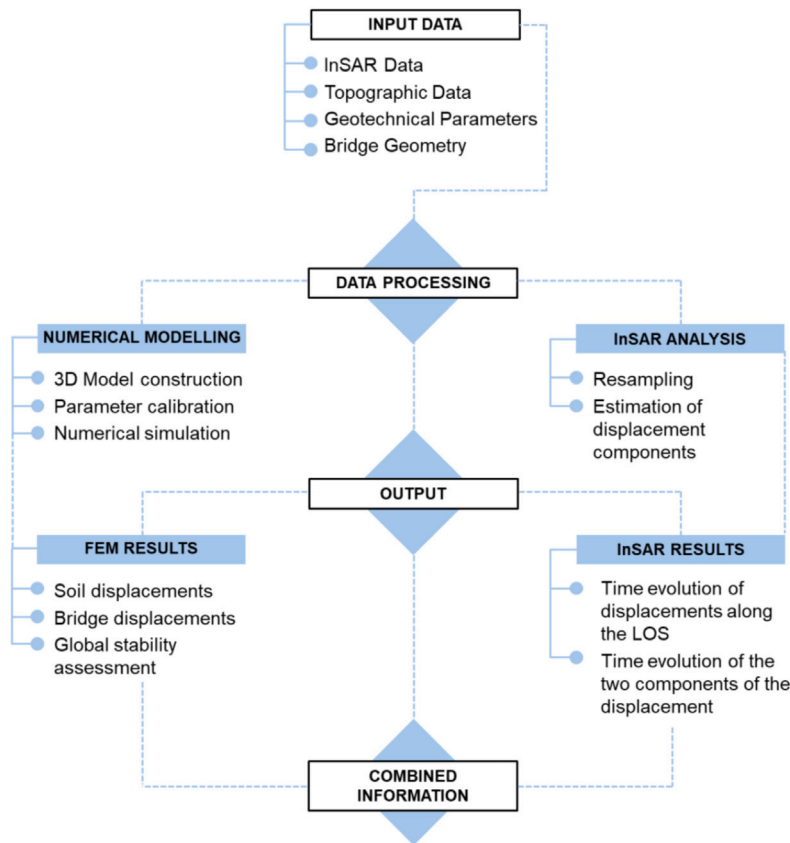 INPUT DATA
InSAR Data
Topographic Data
Geotechnical Parameters
Bridge Geometry
DATA PROCESSING
NUMERICAL MODELLING
3D Model construction
Parameter calibration
Numerical simulation
InSAR ANALYSIS
Resampling
Estimation of
displacement
components
OUTPUT
FEM RESULTS
Soil displacements
Bridge displacements
Global stability
assessment
InSAR RESULTS
Time evolution of
displacements along
the LOS
Time evolution of the
two components of the
displacement
COMBINED
INFORMATION